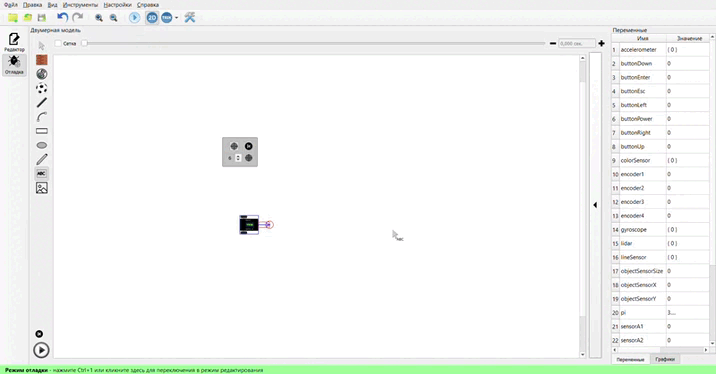 Файл Правка Вид Инструменты Настройки Справка
2D
Двумерная модель
Переменные
Редактор
Отладка
Сетка
0,000 сек.
ABC
6
Имя Значение
1 accelerometer ( 0 )
2 buttonDown 0
3 buttonEnter 0
4 buttonEsc 0
5 buttonLeft 0
6 buttonPower 0
7 buttonRight 0
8 buttonUp 0
9 colorSensor ( 0 )
10 encoder1 0
11 encoder2 0
12 encoder3 0
13 encoder4 0
14 gyroscope ( 0 )
15 lidar ( 0 )
16 lineSensor ( 0 )
17 objectSensorSize 0
18 objectSensorX 0
19 objectSensorY 0
20 pi 3....
21 sensorA1 0
22 sensorA2 0
Переменные Графики
Режим отладки - нажмите Ctrl+1 или кликните здесь для переключения в режим редактирования